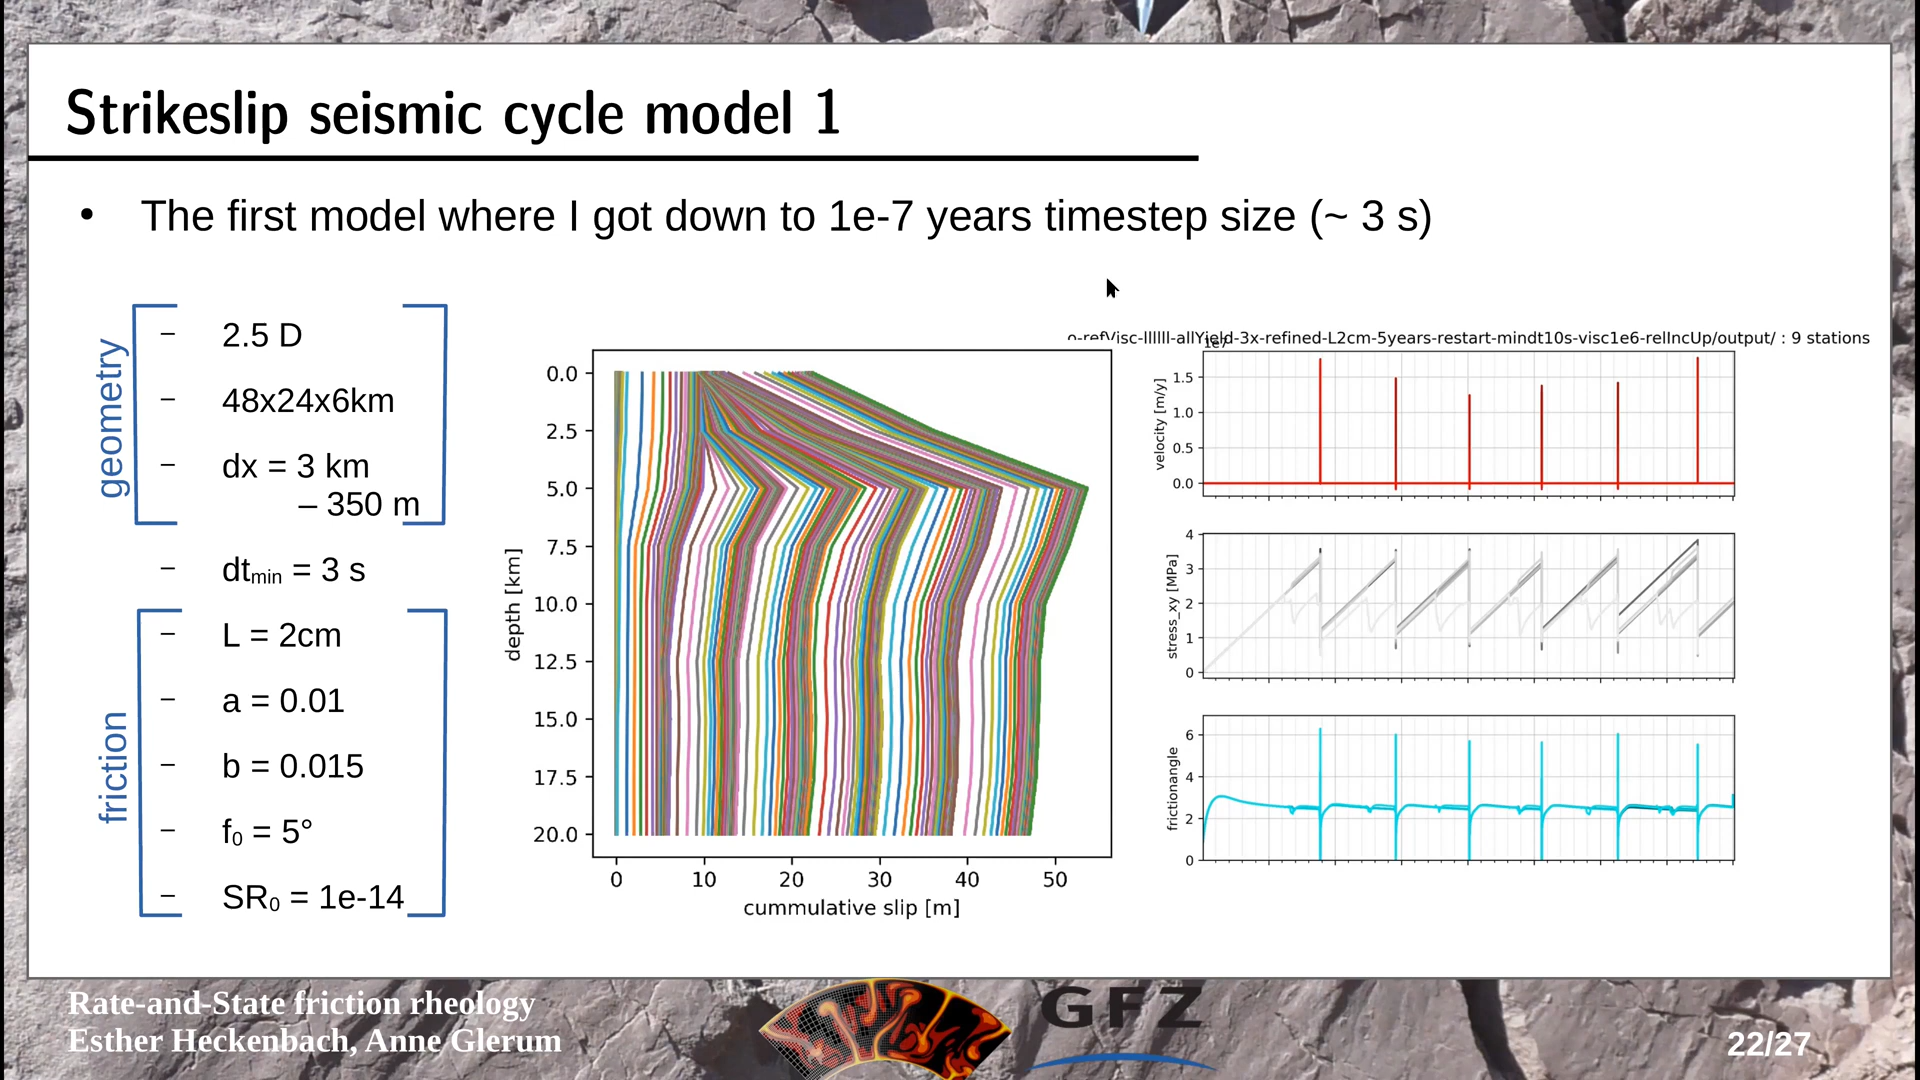 Strikeslip seismic cycle model 1
• The first model where I got down to 1e-7 years timestep size (~ 3 s)
geometry
– 2.5 D
– 48x24x6km
– dx = 3 km
– 350 m
– dtmin = 3 s
friction
– L = 2cm
– a = 0.01
– b = 0.015
– f0 = 5°
– SR0 = 1e-14
depth [km]
0.0
2.5
5.0
7.5
10.0
12.5
15.0
17.5
20.0
0 10 20 30 40 50
cummulative slip [m]
o-refVisc-llllll-allYield-3x-refined-L2cm-5years-restart-mindt10s-visc1e6-relIncUp/output/ : 9 stations
1e7
velocity [m/y]
1.5
1.0
0.5
0.0
stress_xy [MPa]
4
3
2
1
0
frictionangle
6
4
2
0
Rate-and-State friction rheology
Esther Heckenbach, Anne Glerum
GFZ
22/27